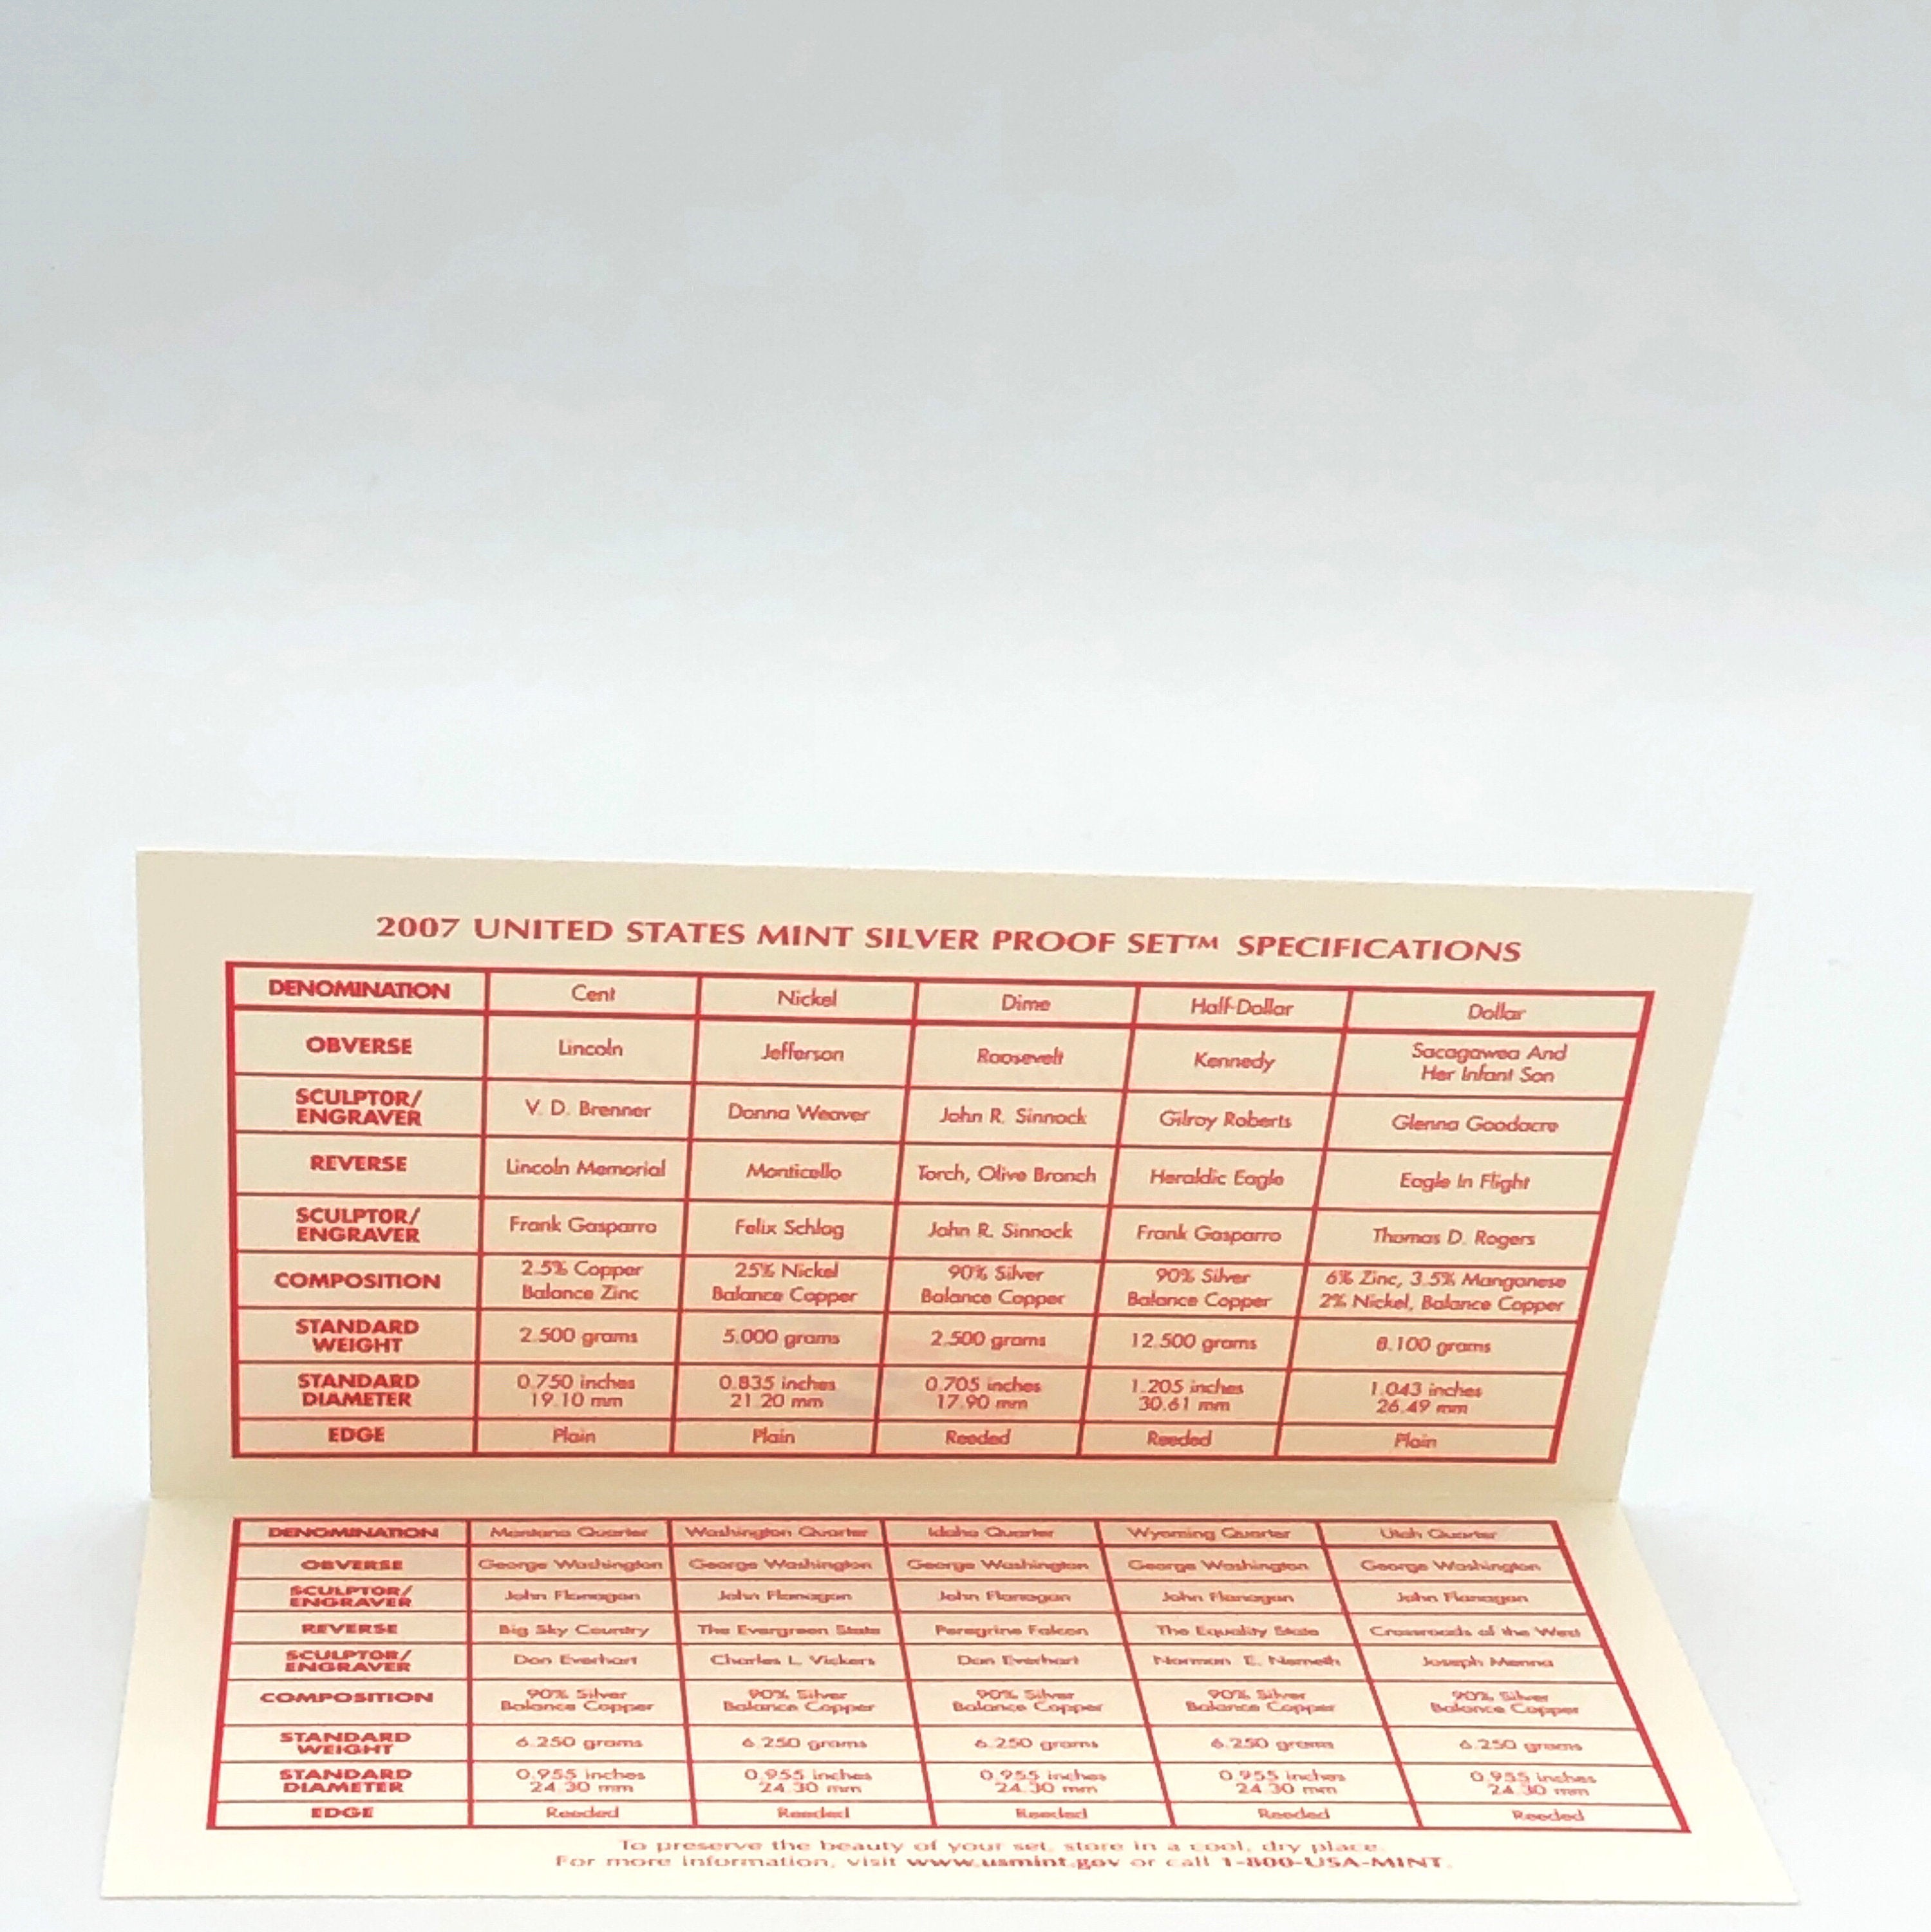 2007 UNITED STATES MINT SILVER PROOF SET™ SPECIFICATIONS
DENOMINATION Cent Nickel Dime Half-Dollar Dollar
OBVERSE Lincoln Jefferson Roosevelt Kennedy Sacagawea And
Her Infant Son
SCULPTOR/
ENGRAVER V. D. Brenner Donna Weaver John R. Sinnock Gilroy Roberts Glenna Goodacre
REVERSE Lincoln Memorial Monticello Torch, Olive Branch Heraldic Eagle Eagle In Flight
SCULPTOR/
ENGRAVER Frank Gasparro Felix Schlag John R. Sinnock Frank Gasparro Thomas D. Rogers
COMPOSITION 2.5% Copper 25% Nickel 90% Silver 90% Silver 6% Zinc, 3.5% Manganese
Balance Zinc Balance Copper Balance Copper Balance Copper 2% Nickel, Balance Copper
STANDARD
WEIGHT 2.500 grams 5.000 grams 2.500 grams 12.500 grams 8.100 grams
STANDARD 0.750 inches 0.835 inches 0.705 inches 1.205 inches 1.043 inches
DIAMETER 19.10 mm 21.20 mm 17.90 mm 30.61 mm 26.49 mm
EDGE Plain Plain Reeded Reeded Plain
DENOMINATION Montana Quarter Washington Quarter Idaho Quarter Wyoming Quarter Utah Quarter
OBVERSE George Washington George Washington George Washington George Washington George Washington
SCULPTOR/
ENGRAVER John Flanagan John Flanagan John Flanagan John Flanagan John Flanagan
REVERSE Big Sky Country The Evergreen State Peregrine Falcon The Equality State Crossroads of the West
SCULPTOR/
ENGRAVER Don Everhart Charles L. Vickers Don Everhart Norman E. Nemeth Joseph Menna
COMPOSITION 90% Silver 90% Silver 90% Silver 90% Silver 90% Silver
Balance Copper Balance Copper Balance Copper Balance Copper Balance Copper
STANDARD
WEIGHT 6.250 grams 6.250 grams 6.250 grams 6.250 grams 6.250 grams
STANDARD 0.955 inches 0.955 inches 0.955 inches 0.955 inches 0.955 inches
DIAMETER 24.30 mm 24.30 mm 24.30 mm 24.30 mm 24.30 mm
EDGE Reeded Reeded Reeded Reeded Reeded
To preserve the beauty of your set, store in a cool, dry place.
For more information, visit www.usmint.gov or call 1-800-USA-MINT.